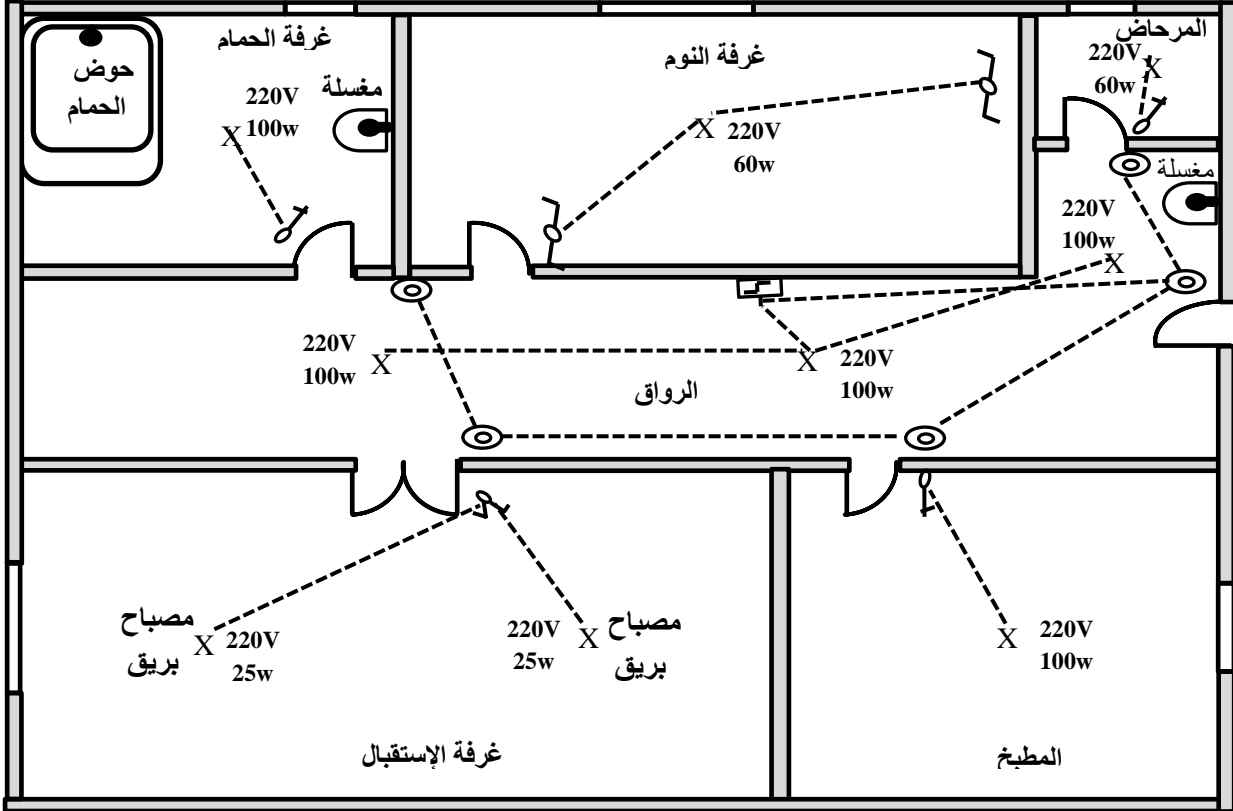 غرفة الحمام
حوض
الحمام
مغسلة
220V
100w
X
غرفة النوم
X
220V
60w
المرحاض
220V
60w
X
مغسلة
220V
100w
X
220V
100w
X
X
220V
100w
الرواق
مصباح
بريق
X
220V
25w
220V
25w
X
مصباح
بريق
غرفة الإستقبال
X
220V
100w
المطبخ